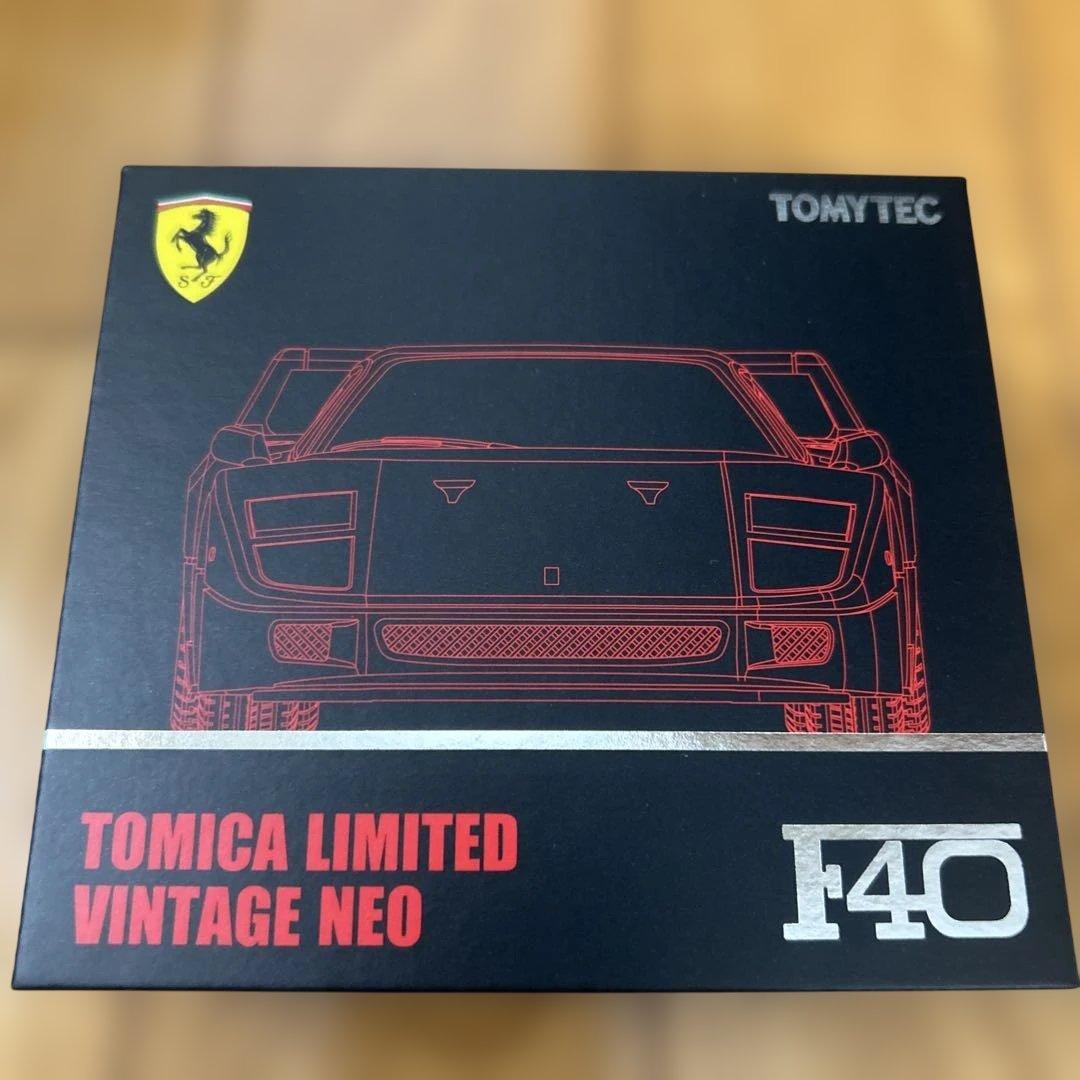 S F
TOMYTEC
TOMICA LIMITED
VINTAGE NEO
F40